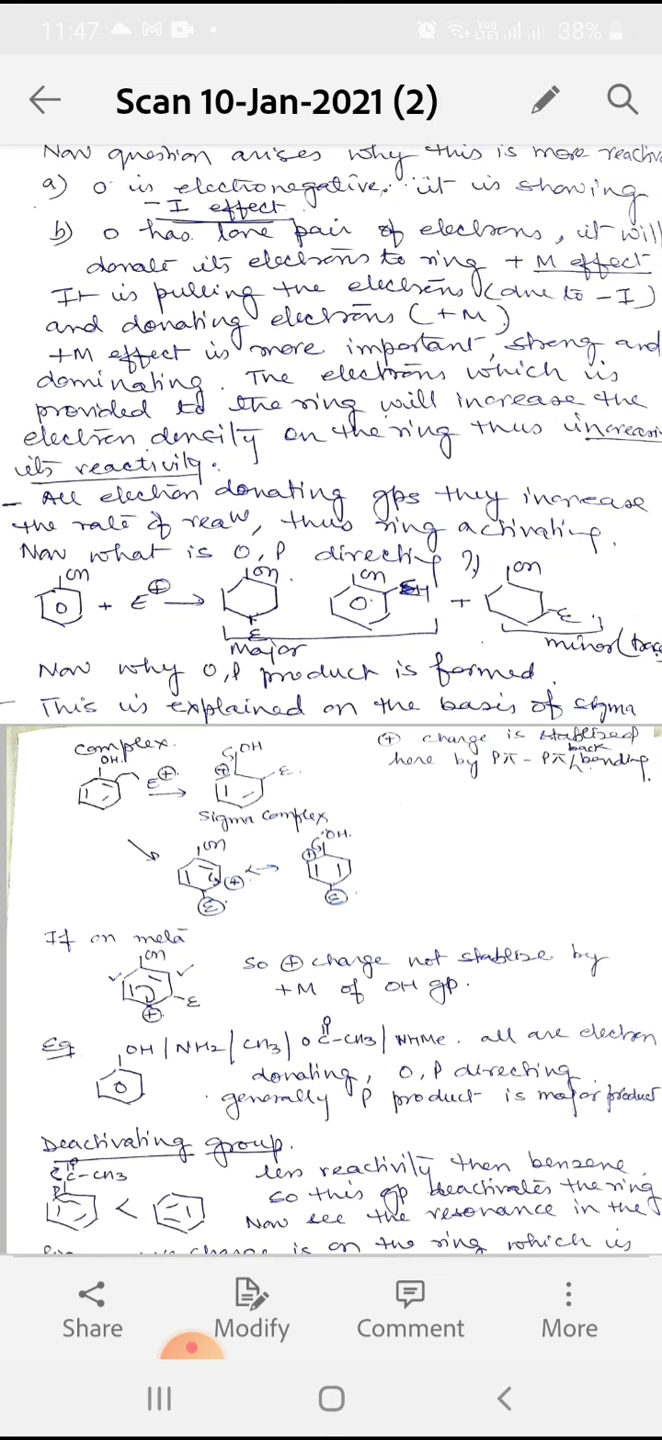 11:47
38%
Scan 10-Jan-2021 (2)
Now question arises why this is more
a) O is electronegative, it is showing
- I effect.
b) O has lone pair of electrons, it will
donate its electrons to ring + M effect
It is pulling the electrons (due to - I)
and donating electrons (+M)
+M effect is more important, strong and
dominating. The electrons which is
provided to the ring will increase the
electron density on the ring thus
its reactivity.
- All electron donating gps they increase
the rate of reaⁿ, thus ring activating.
Now what is O, P directing ?)
OH + E⊕ → OH E OH E + OH E
Major
minor
Now why O, P product is formed.
- This is explained on the basis of sigma
complex.
⊕ charge is stablized
back
here by Pπ - Pπ bonding.
OH E⊕ → OH E
sigma complex
OH ⊕ E ↔ OH ⊕ E
If on meta
OH E ⊕
so ⊕ charge not stablise by
+M of OH gp.
Eg OH | NH2 | CH3 | O C-CH3 | NHMe. all are electron
donating, O, P directing
generally P product is major product
Deactivating group.
C-CH3 <
less reactivity then benzene.
so this gp deactivates the ring
Now see the resonance in the
charge is on the ring which is
Share
Modify
Comment
More